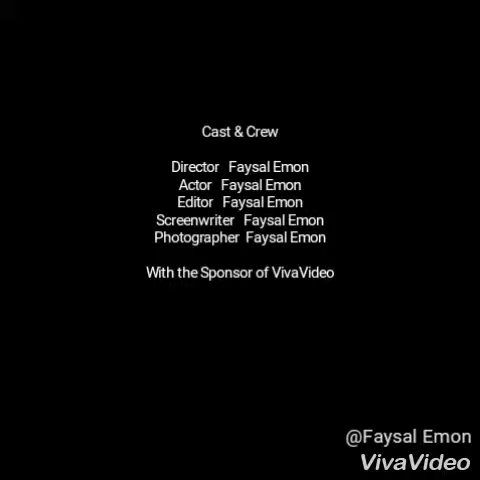 Cast & Crew
Director Faysal Emon
Actor Faysal Emon
Editor Faysal Emon
Screenwriter Faysal Emon
Photographer Faysal Emon
With the Sponsor of VivaVideo
@Faysal Emon
VivaVideo